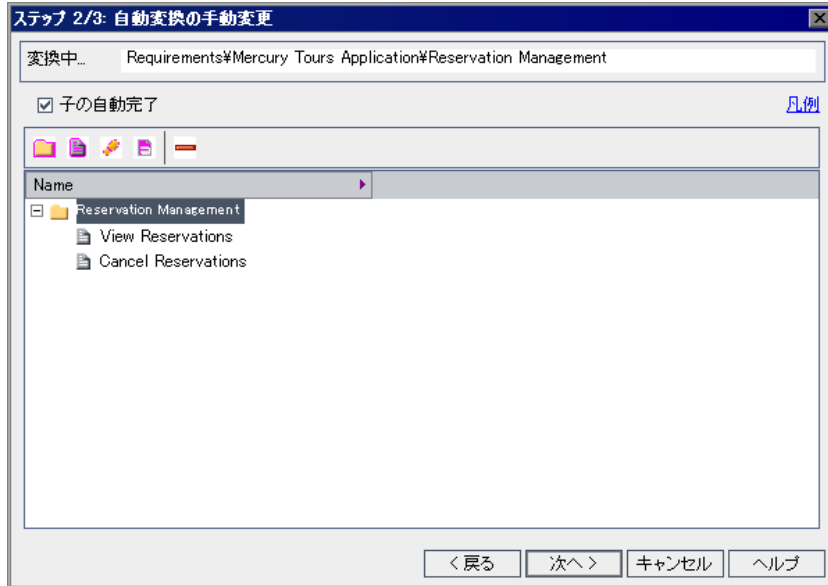 ステップ 2/3: 自動変換の手動変更
変換中... Requirements¥Mercury Tours Application¥Reservation Management
子の自動完了 凡例
Name
Reservation Management
View Reservations
Cancel Reservations
< 戻る 次へ > キャンセル ヘルプ